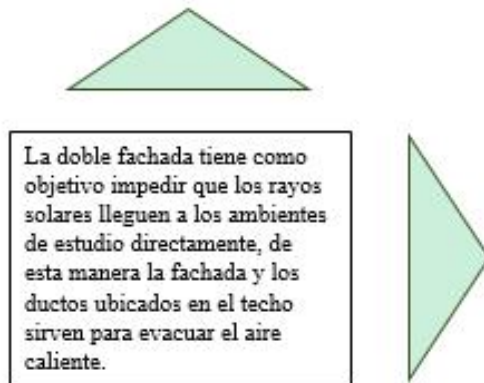 La doble fachada tiene como
objetivo impedir que los rayos
solares lleguen a los ambientes
de estudio directamente, de
esta manera la fachada y los
ductos ubicados en el techo
sirven para evacuar el aire
caliente.